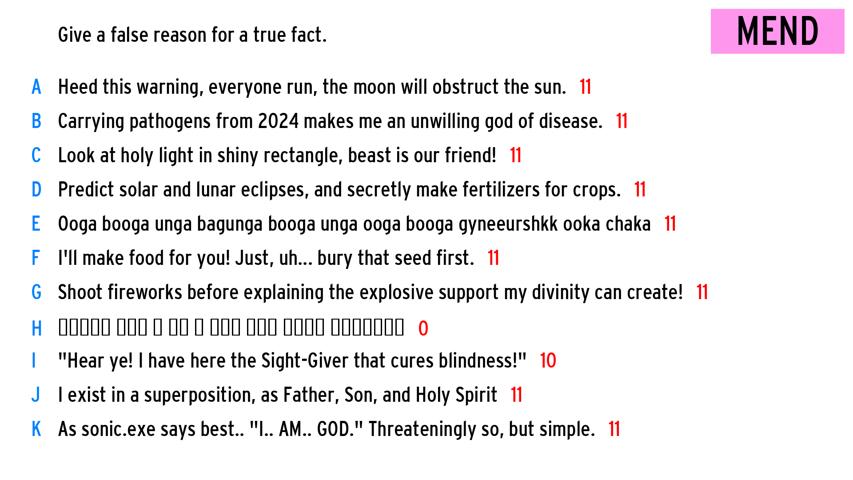 Give a false reason for a true fact.
MEND
A Heed this warning, everyone run, the moon will obstruct the sun. 11
B Carrying pathogens from 2024 makes me an unwilling god of disease. 11
C Look at holy light in shiny rectangle, beast is our friend! 11
D Predict solar and lunar eclipses, and secretly make fertilizers for crops. 11
E Ooga booga unga bagunga booga unga ooga booga gyneeurshkk ooka chaka 11
F I'll make food for you! Just, uh... bury that seed first. 11
G Shoot fireworks before explaining the explosive support my divinity can create! 11
H 0
I "Hear ye! I have here the Sight-Giver that cures blindness!" 10
J I exist in a superposition, as Father, Son, and Holy Spirit 11
K As sonic.exe says best.. "I.. AM.. GOD." Threateningly so, but simple. 11